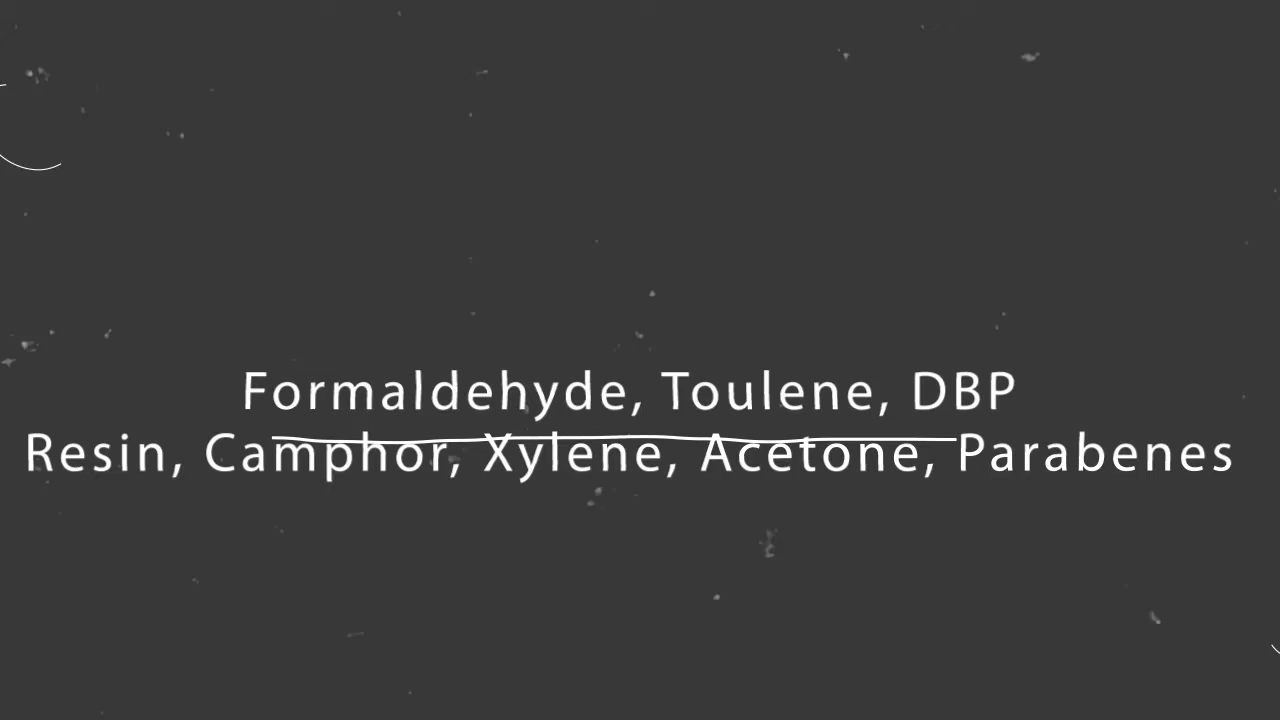 Formaldehyde, Toulene, DBP
Resin, Camphor, Xylene, Acetone, Parabenes